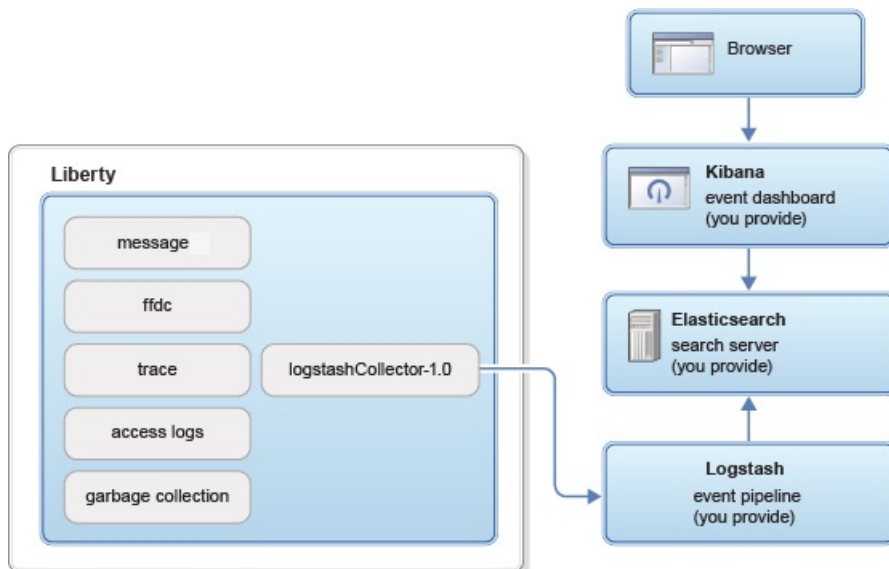 Browser
Kibana
event dashboard
(you provide)
Liberty
message
ffdc
trace
access logs
garbage collection
logstashCollector-1.0
Elasticsearch
search server
(you provide)
Logstash
event pipeline
(you provide)